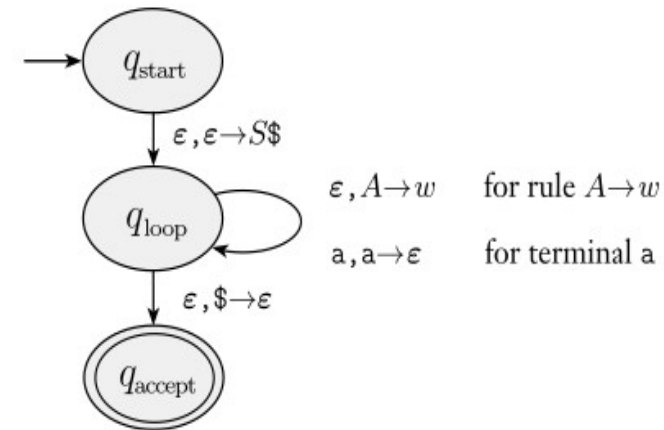 q_start
ε,ε→S$
q_loop
ε,A→w for rule A→w
a,a→ε for terminal a
ε,$→ε
q_accept